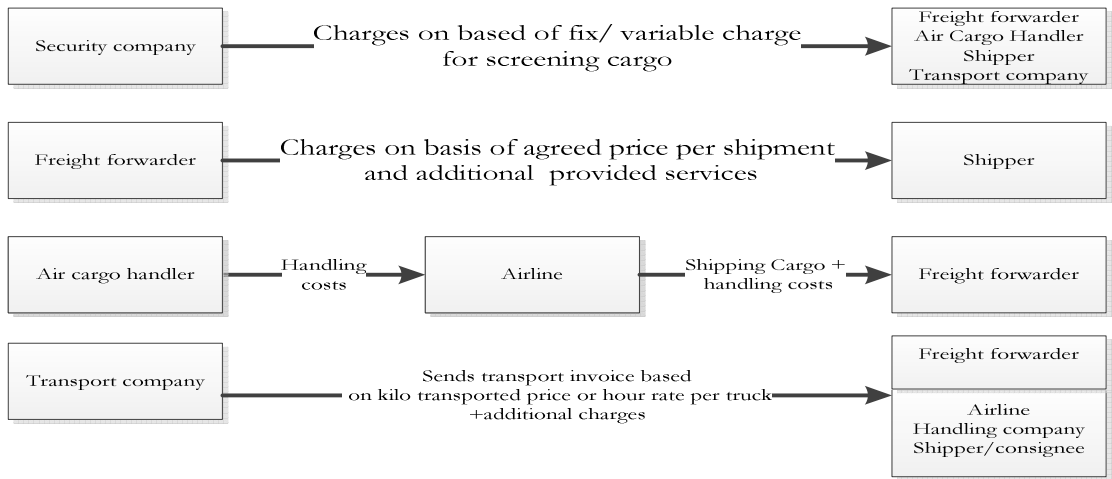 Security company
Charges on based of fix/ variable charge
for screening cargo
Freight forwarder
Air Cargo Handler
Shipper
Transport company
Freight forwarder
Charges on basis of agreed price per shipment
and additional provided services
Shipper
Air cargo handler
Handling
costs
Airline
Shipping Cargo +
handling costs
Freight forwarder
Transport company
Sends transport invoice based
on kilo transported price or hour rate per truck
+additional charges
Freight forwarder
Airline
Handling company
Shipper/consignee